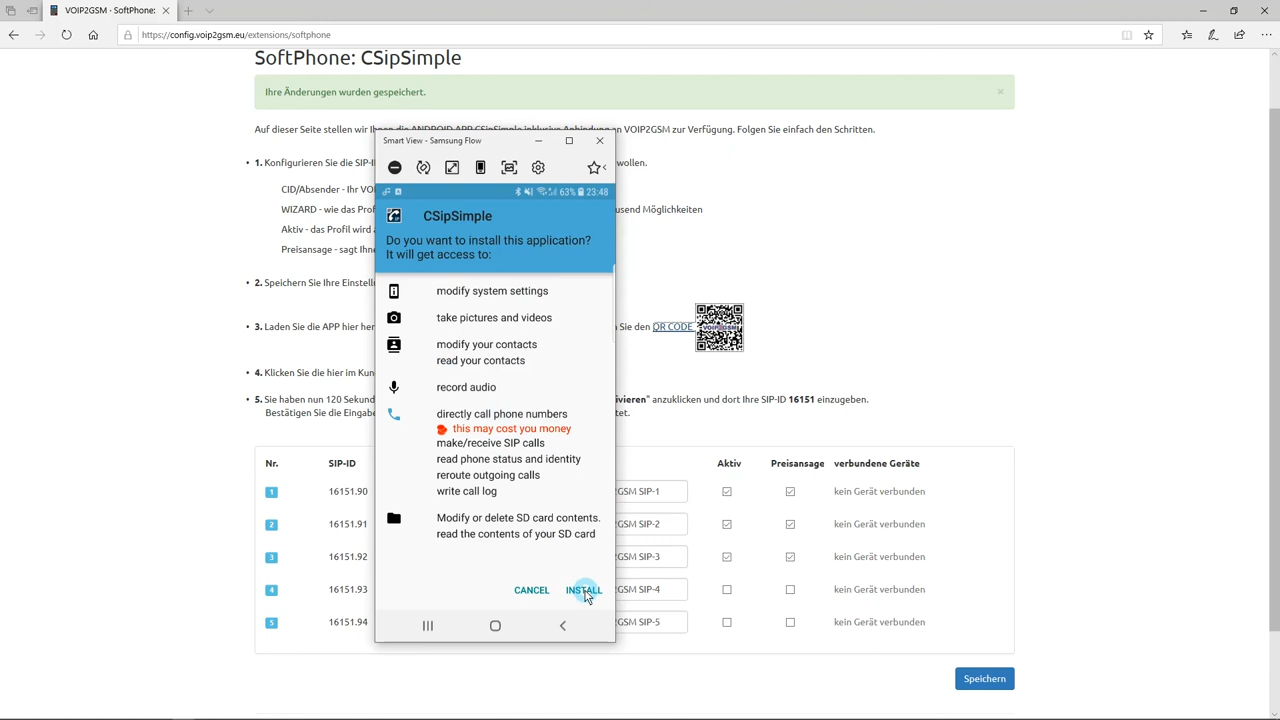 VOIP2GSM - SoftPhone:
https://config.voip2gsm.eu/extensions/softphone
SoftPhone: CSipSimple
Ihre Änderungen wurden gespeichert.
Auf dieser Seite stellen wir Ihnen die ANDROID APP CSipSimple inklusive Anbindung an VOIP2GSM zur Verfügung. Folgen Sie einfach den Schritten.
1. Konfigurieren Sie die SIP-I
wollen.
CID/Absender - Ihr VO
WIZARD - wie das Prof
ausend Möglichkeiten
Aktiv - das Profil wird a
Preisansage - sagt Ihne
2. Speichern Sie Ihre Einstell
3. Laden Sie die APP hier her
n Sie den QR CODE
VOIP2GSM
4. Klicken Sie die hier im Kun
5. Sie haben nun 120 Sekund
ivieren" anzuklicken und dort Ihre SIP-ID 16151 einzugeben.
Bestätigen Sie die Eingabe
tet.
Smart View - Samsung Flow
63% 23:48
CSipSimple
Do you want to install this application?
It will get access to:
modify system settings
take pictures and videos
modify your contacts
read your contacts
record audio
directly call phone numbers
this may cost you money
make/receive SIP calls
read phone status and identity
reroute outgoing calls
write call log
Modify or delete SD card contents.
read the contents of your SD card
CANCEL INSTALL
Nr. SIP-ID Aktiv Preisansage verbundene Geräte
1 16151.90 2GSM SIP-1 kein Gerät verbunden
2 16151.91 2GSM SIP-2 kein Gerät verbunden
3 16151.92 2GSM SIP-3 kein Gerät verbunden
4 16151.93 2GSM SIP-4 kein Gerät verbunden
5 16151.94 2GSM SIP-5 kein Gerät verbunden
Speichern